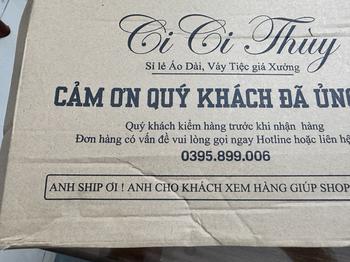 Ci Ci Thùy
Sỉ lẻ Áo Dài, Váy Tiệc giá Xưởng
CẢM ƠN QUÝ KHÁCH ĐÃ ỦNG
Quý khách kiểm hàng trước khi nhận hàng
Đơn hàng có vấn đề vui lòng gọi ngay Hotline hoặc liên hệ
0395.899.006
ANH SHIP ƠI ! ANH CHO KHÁCH XEM HÀNG GIÚP SHOP